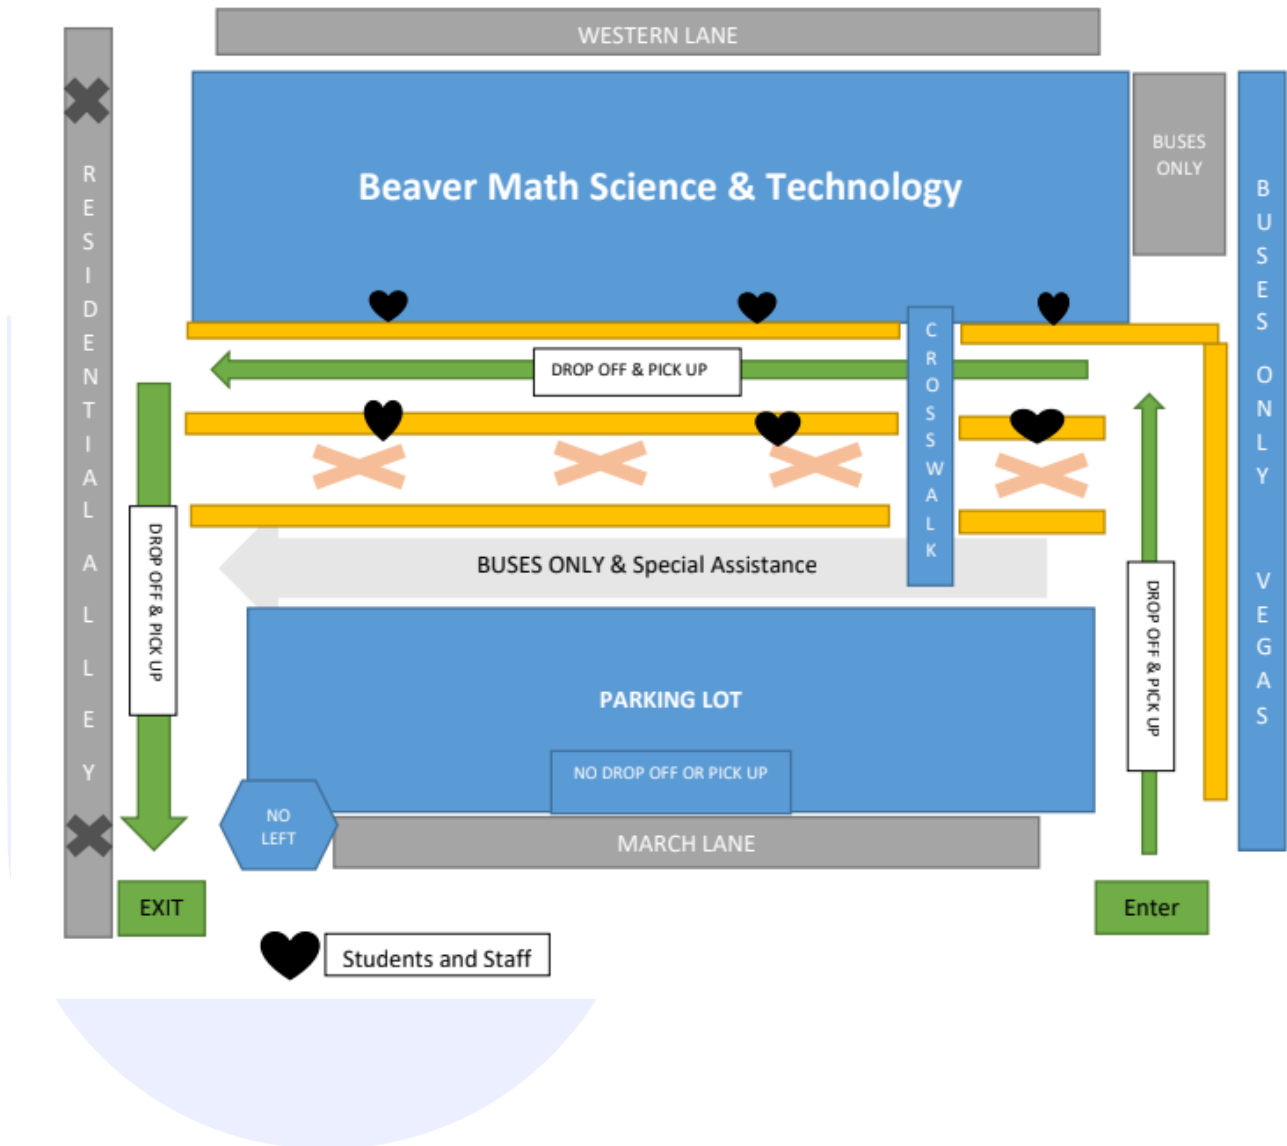 WESTERN LANE
Beaver Math Science & Technology
BUSES
ONLY
RESIDENTIAL ALLEY
BUSES ONLY VEGAS
CROSSWALK
DROP OFF & PICK UP
DROP OFF & PICK UP
BUSES ONLY & Special Assistance
DROP OFF & PICK UP
PARKING LOT
NO DROP OFF OR PICK UP
NO
LEFT
MARCH LANE
EXIT
Enter
Students and Staff